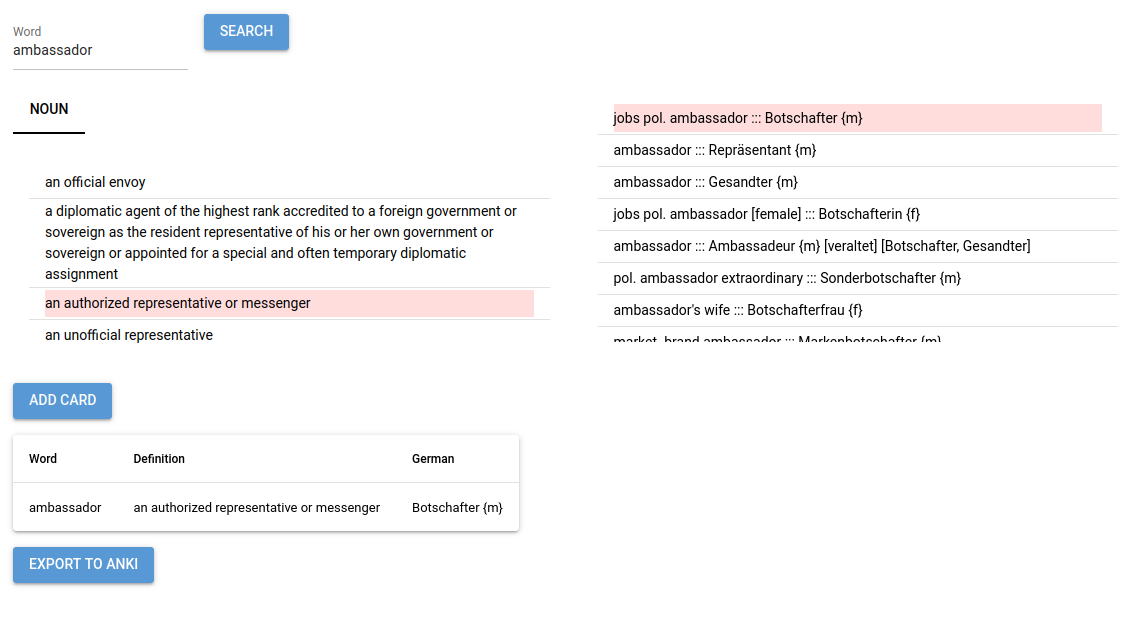 Word
ambassador
SEARCH
NOUN
an official envoy
a diplomatic agent of the highest rank accredited to a foreign government or
sovereign as the resident representative of his or her own government or
sovereign or appointed for a special and often temporary diplomatic
assignment
an authorized representative or messenger
an unofficial representative
jobs pol. ambassador ::: Botschafter {m}
ambassador ::: Repräsentant {m}
ambassador ::: Gesandter {m}
jobs pol. ambassador [female] ::: Botschafterin {f}
ambassador ::: Ambassadeur {m} [veraltet] [Botschafter, Gesandter]
pol. ambassador extraordinary ::: Sonderbotschafter {m}
ambassador's wife ::: Botschafterfrau {f}
market. brand ambassador ::: Markenbotschafter {m}
ADD CARD
Word Definition German
ambassador an authorized representative or messenger Botschafter {m}
EXPORT TO ANKI